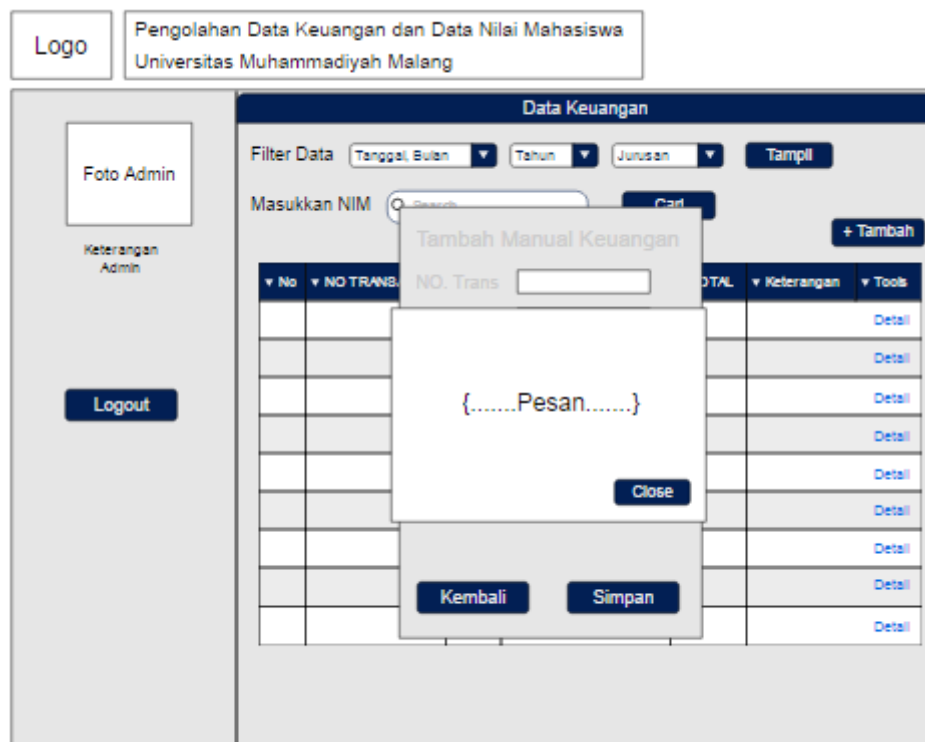 Logo
Pengolahan Data Keuangan dan Data Nilai Mahasiswa
Universitas Muhammadiyah Malang
Foto Admin
Keterangan
Admin
Logout
Data Keuangan
Filter Data Tanggal, Bulan Tahun Jurusan Tampil
Masukkan NIM Search Cari
+ Tambah
No NO TRANS OTAL Keterangan Tools
Detail
Detail
Detail
Detail
Detail
Detail
Detail
Detail
Detail
Tambah Manual Keuangan
NO. Trans
{.......Pesan.......}
Close
Kembali Simpan